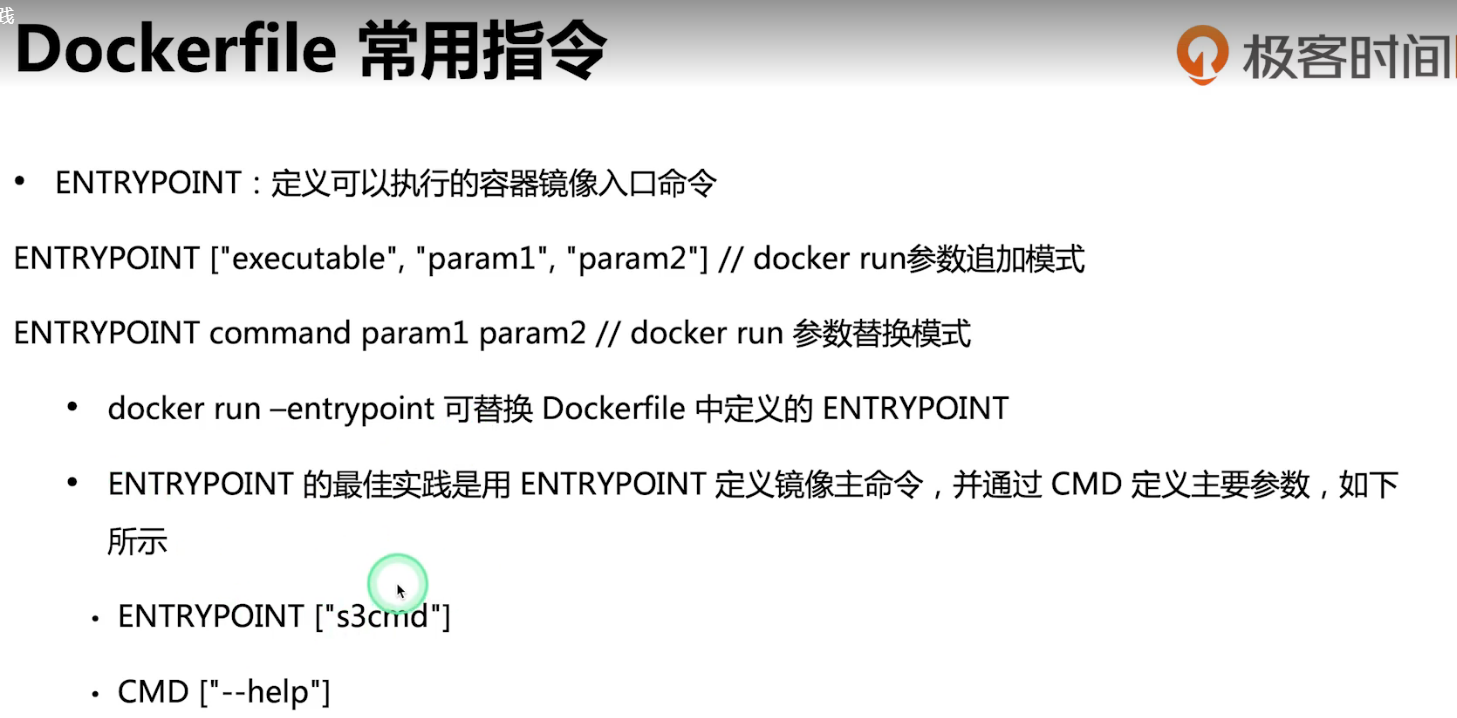 戏
Dockerfile 常用指令
极客时间
• ENTRYPOINT：定义可以执行的容器镜像入口命令
ENTRYPOINT ["executable", "param1", "param2"] // docker run参数追加模式
ENTRYPOINT command param1 param2 // docker run 参数替换模式
• docker run –entrypoint 可替换 Dockerfile 中定义的 ENTRYPOINT
• ENTRYPOINT 的最佳实践是用 ENTRYPOINT 定义镜像主命令，并通过 CMD 定义主要参数，如下
所示
• ENTRYPOINT ["s3cmd"]
• CMD ["--help"]